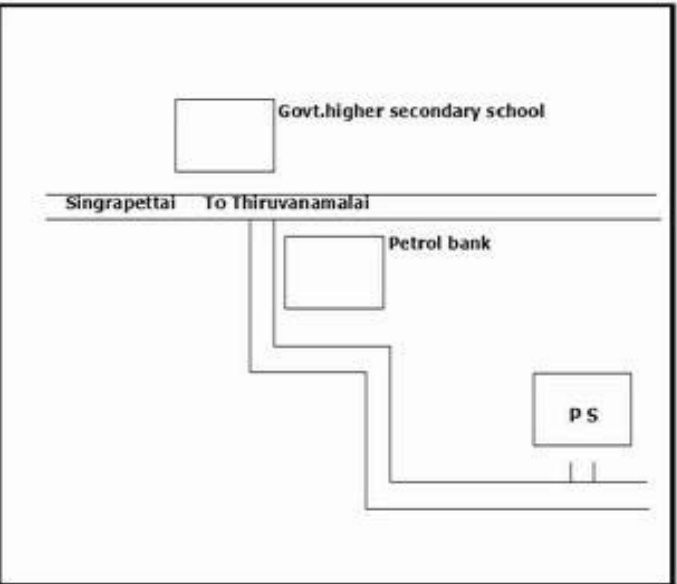 Govt.higher secondary school
Singrapettai To Thiruvanamalai
Petrol bank
P S